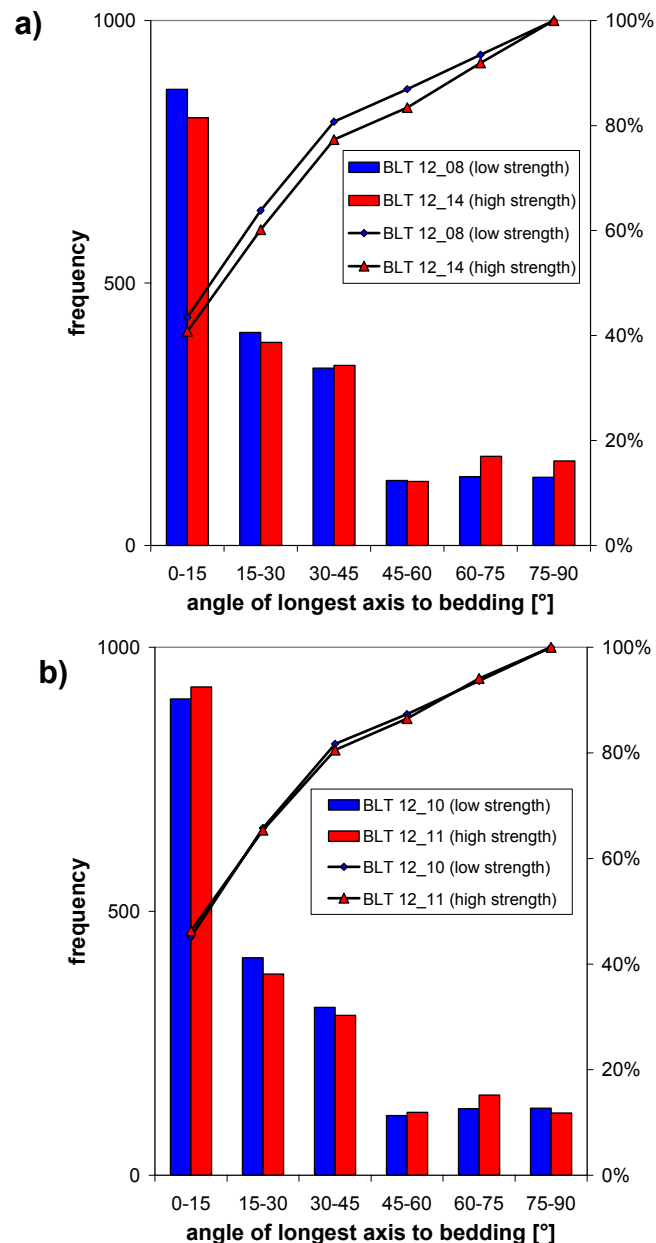 a)
1000
100%
80%
BLT 12_08 (low strength)
BLT 12_14 (high strength)
BLT 12_08 (low strength)
BLT 12_14 (high strength)
60%
frequency
500
40%
20%
0
0%
0-15 15-30 30-45 45-60 60-75 75-90
angle of longest axis to bedding [°]
b)
1000
100%
80%
BLT 12_10 (low strength)
BLT 12_11 (high strength)
BLT 12_10 (low strength)
BLT 12_11 (high strength)
60%
frequency
500
40%
20%
0
0%
0-15 15-30 30-45 45-60 60-75 75-90
angle of longest axis to bedding [°]